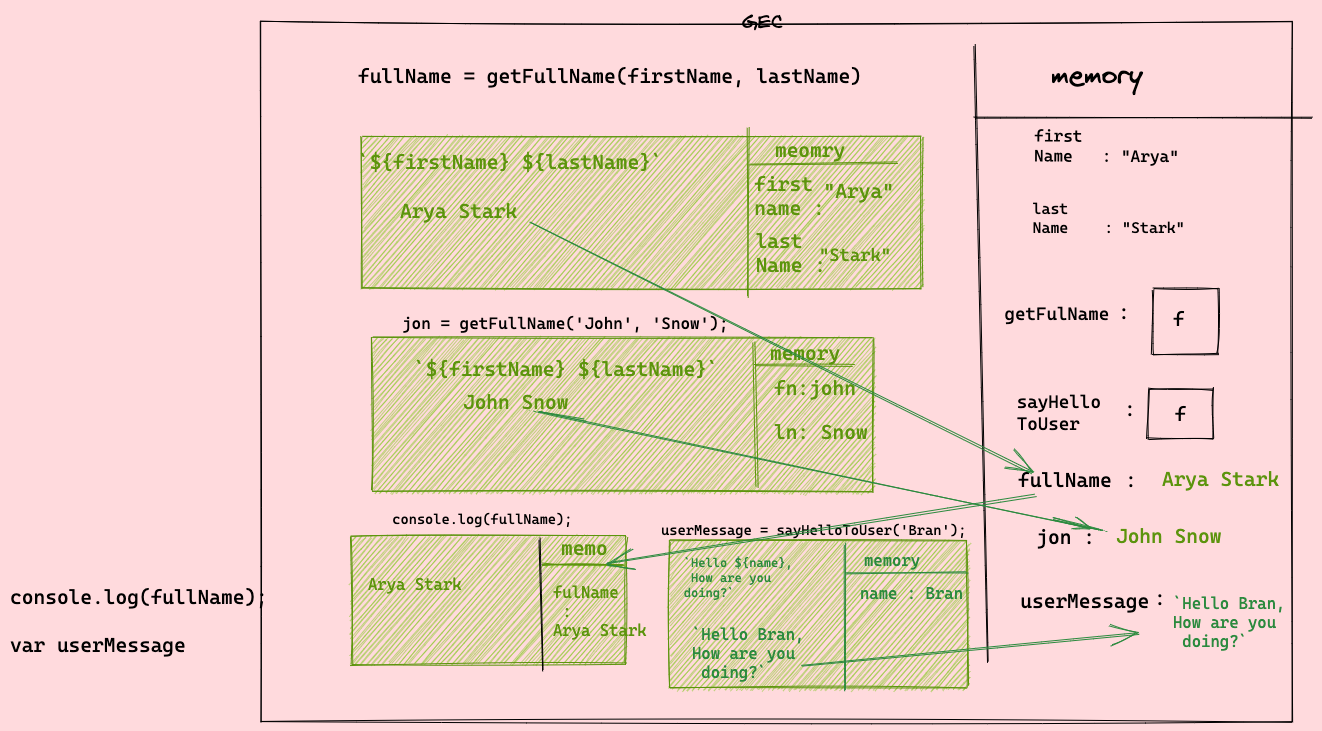 GEC
fullName = getFullName(firstName, lastName)
`${firstName} ${lastName}`
Arya Stark
meomry
first "Arya"
name :
last
Name : "Stark"
jon = getFullName('John', 'Snow');
`${firstName} ${lastName}`
John Snow
memory
fn:john
ln: Snow
console.log(fullName);
Arya Stark
memo
fulName
:
Arya Stark
userMessage = sayHelloToUser('Bran');
`Hello ${name},
How are you
doing?`
`Hello Bran,
How are you
doing?`
memory
name : Bran
console.log(fullName);
var userMessage
memory
first
Name : "Arya"
last
Name : "Stark"
getFulName : f
sayHello
ToUser : f
fullName : Arya Stark
jon : John Snow
userMessage : `Hello Bran,
How are you
doing?`